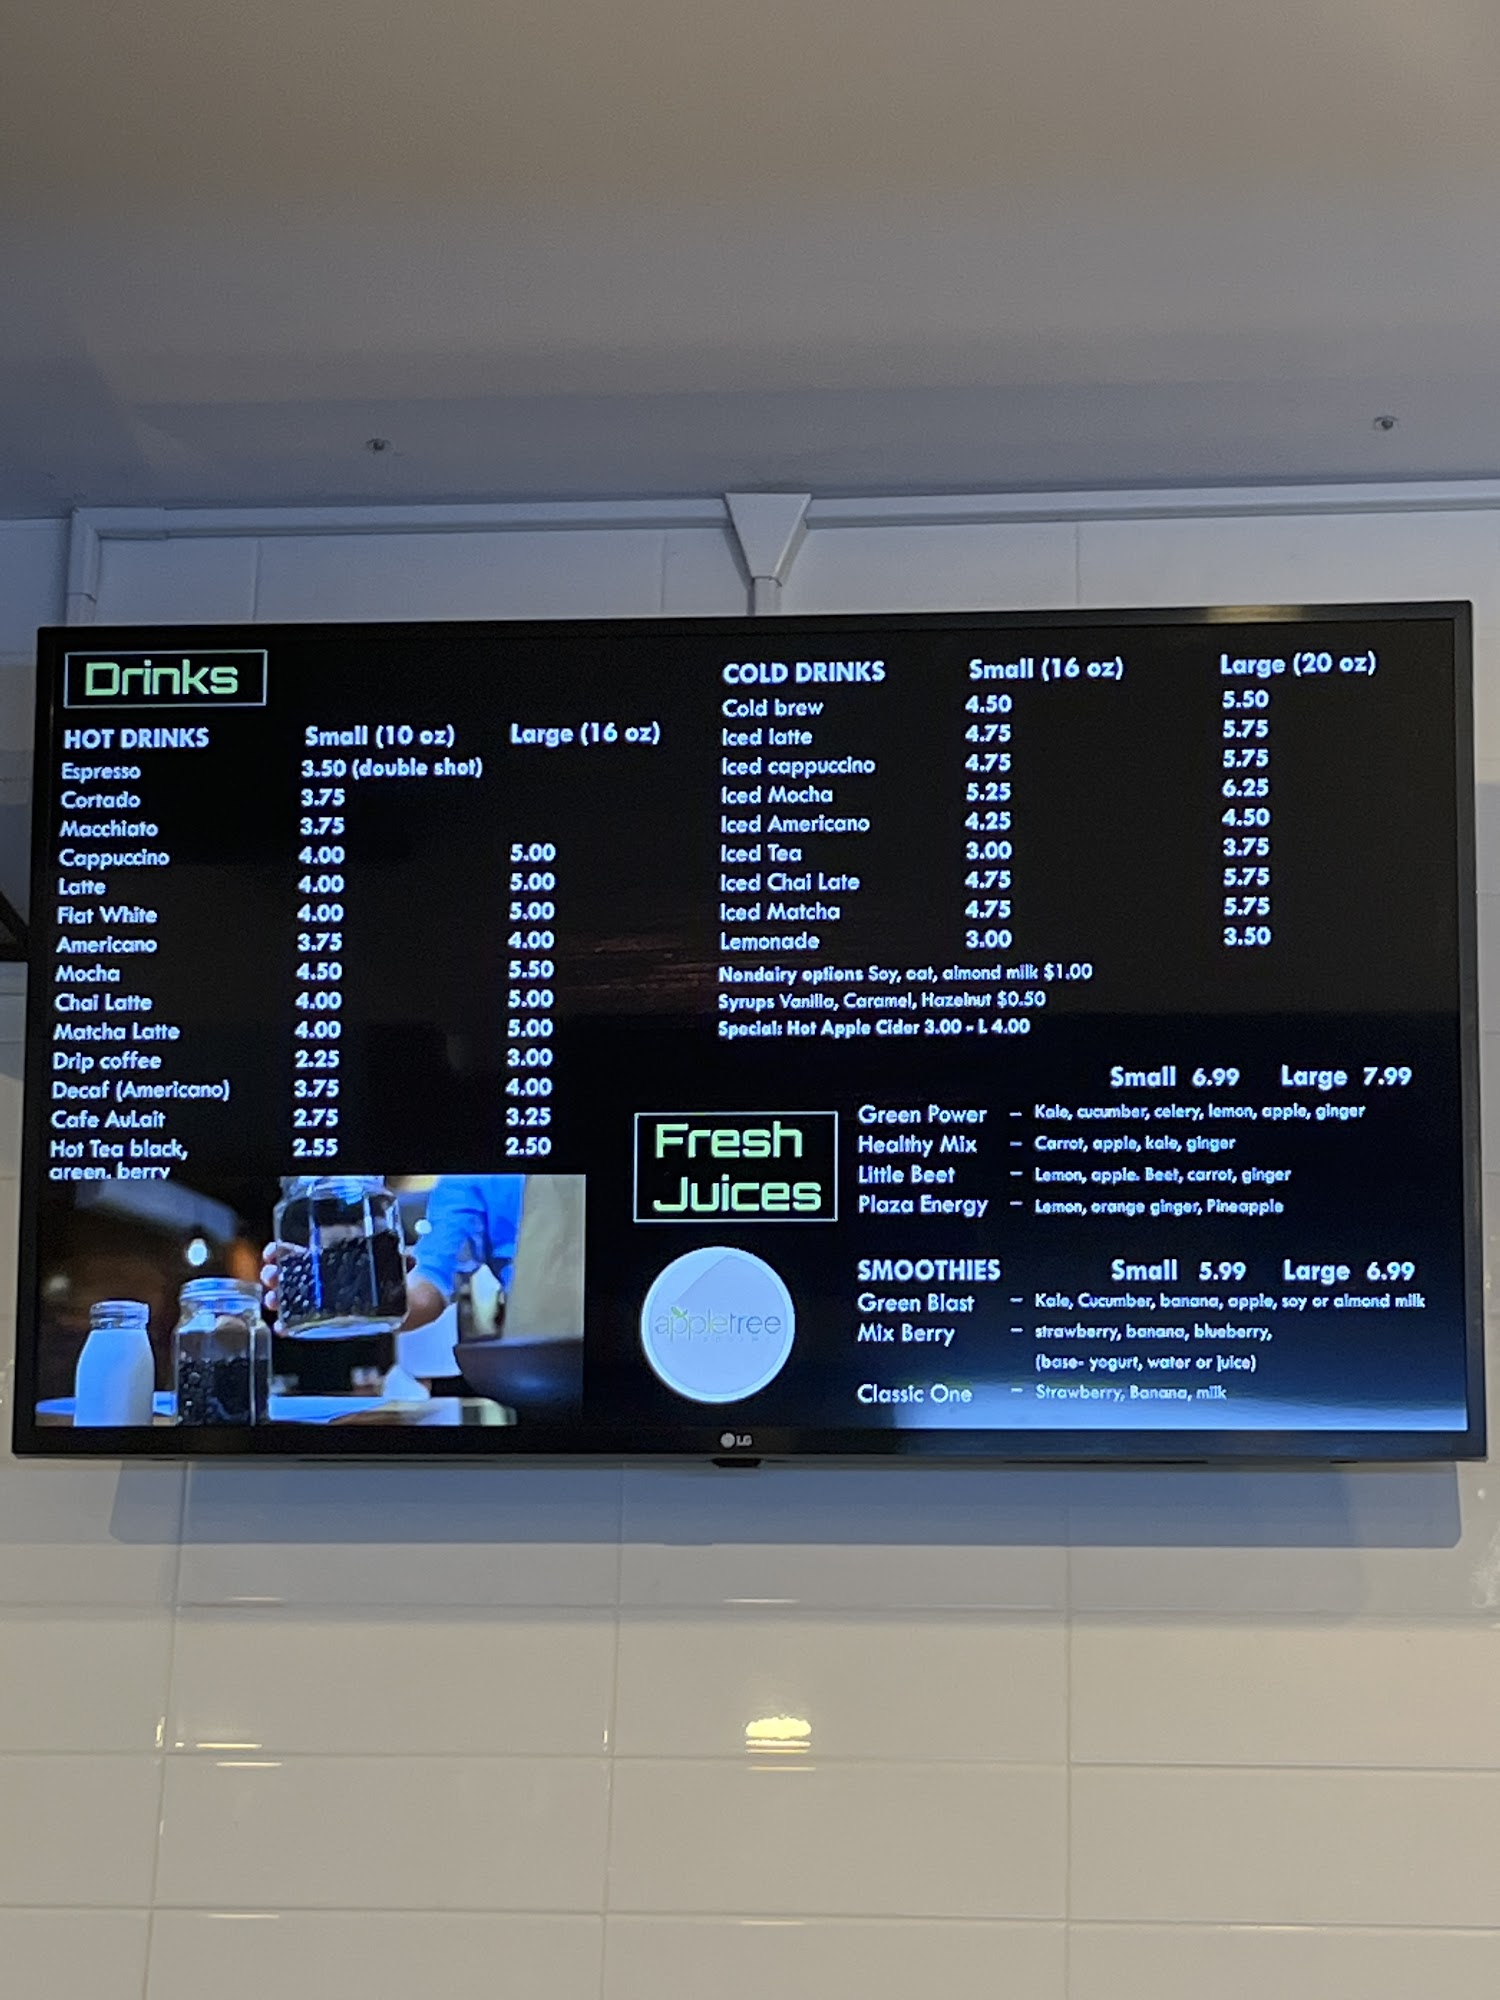 Drinks
HOT DRINKS Small (10 oz) Large (16 oz)
Espresso 3.50 (double shot)
Cortado 3.75
Macchiato 3.75
Cappuccino 4.00 5.00
Latte 4.00 5.00
Flat White 4.00 5.00
Americano 3.75 4.00
Mocha 4.50 5.50
Chai Latte 4.00 5.00
Matcha Latte 4.00 5.00
Drip coffee 2.25 3.00
Decaf (Americano) 3.75 4.00
Cafe AuLait 2.75 3.25
Hot Tea black, 2.55 2.50
green, berry
COLD DRINKS Small (16 oz) Large (20 oz)
Cold brew 4.50 5.50
Iced latte 4.75 5.75
Iced cappuccino 4.75 5.75
Iced Mocha 5.25 6.25
Iced Americano 4.25 4.50
Iced Tea 3.00 3.75
Iced Chai Late 4.75 5.75
Iced Matcha 4.75 5.75
Lemonade 3.00 3.50
Nondairy options Soy, oat, almond milk $1.00
Syrups Vanilla, Caramel, Hazelnut $0.50
Special: Hot Apple Cider 3.00 - L 4.00
Fresh
Juices
Small 6.99 Large 7.99
Green Power – Kale, cucumber, celery, lemon, apple, ginger
Healthy Mix – Carrot, apple, kale, ginger
Little Beet – Lemon, apple. Beet, carrot, ginger
Plaza Energy – Lemon, orange ginger, Pineapple
SMOOTHIES Small 5.99 Large 6.99
Green Blast – Kale, Cucumber, banana, apple, soy or almond milk
Mix Berry – strawberry, banana, blueberry,
(base- yogurt, water or juice)
Classic One – Strawberry, Banana, milk
appletree
LG